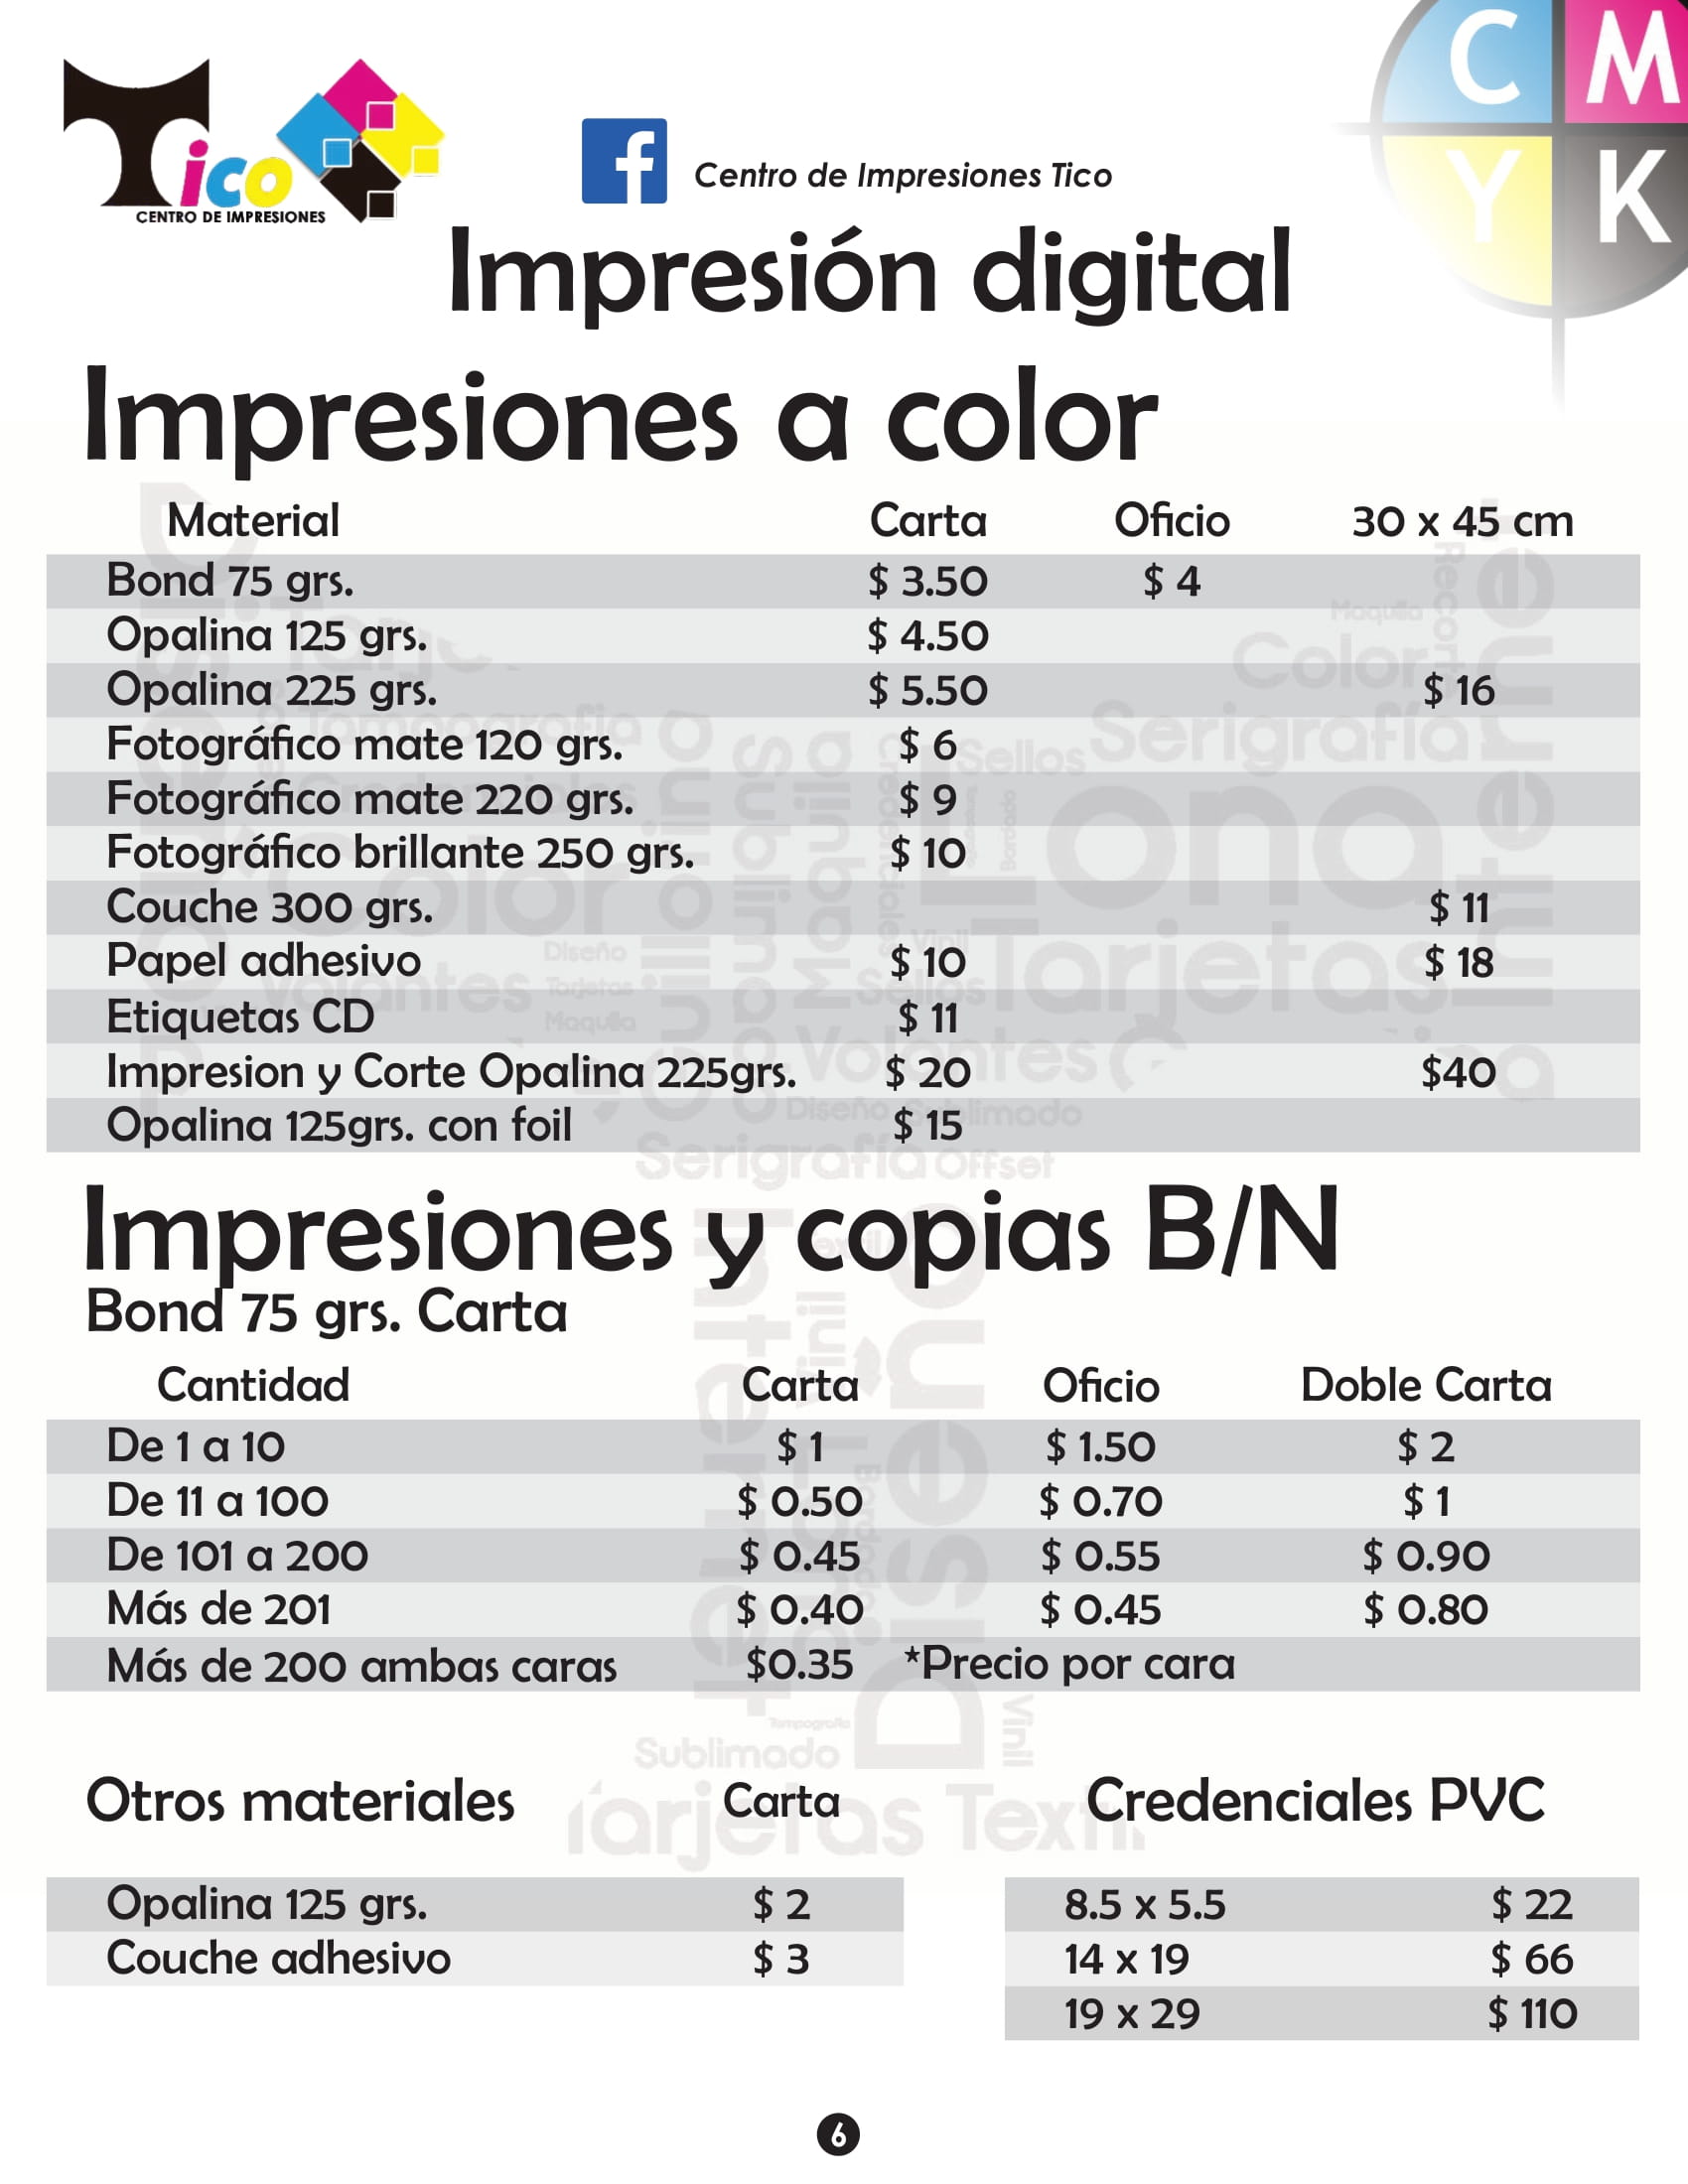 Tico
CENTRO DE IMPRESIONES
f Centro de Impresiones Tico
C M
Y K
Impresión digital
Impresiones a color
Material Carta Oficio 30 x 45 cm
Bond 75 grs. $ 3.50 $ 4
Opalina 125 grs. $ 4.50
Opalina 225 grs. $ 5.50 $ 16
Fotográfico mate 120 grs. $ 6
Fotográfico mate 220 grs. $ 9
Fotográfico brillante 250 grs. $ 10
Couche 300 grs. $ 11
Papel adhesivo $ 10 $ 18
Etiquetas CD $ 11
Impresion y Corte Opalina 225grs. $ 20 $40
Opalina 125grs. con foil $ 15
Impresiones y copias B/N
Bond 75 grs. Carta
Cantidad Carta Oficio Doble Carta
De 1 a 10 $ 1 $ 1.50 $ 2
De 11 a 100 $ 0.50 $ 0.70 $ 1
De 101 a 200 $ 0.45 $ 0.55 $ 0.90
Más de 201 $ 0.40 $ 0.45 $ 0.80
Más de 200 ambas caras $0.35 *Precio por cara
Otros materiales Carta
Opalina 125 grs. $ 2
Couche adhesivo $ 3
Credenciales PVC
8.5 x 5.5 $ 22
14 x 19 $ 66
19 x 29 $ 110
6